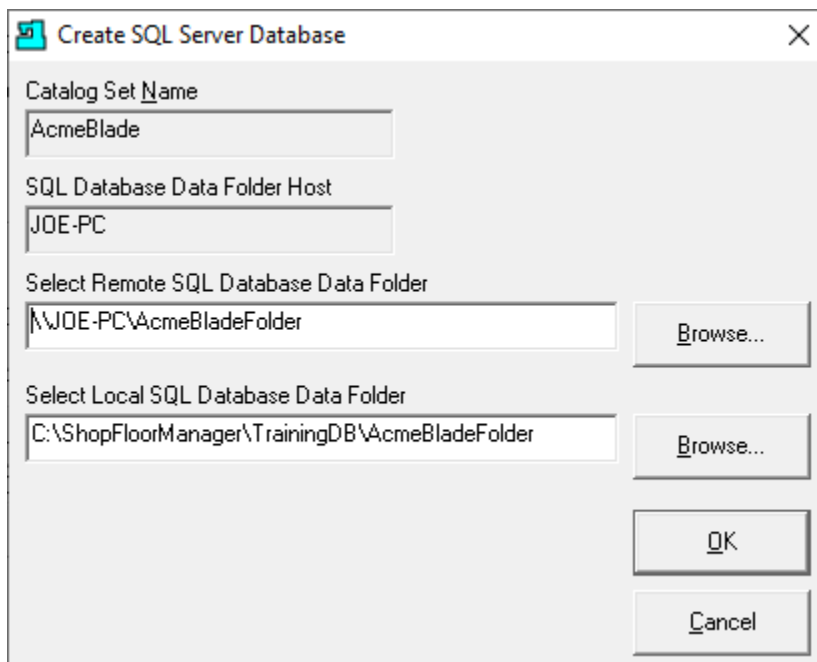 Create SQL Server Database
Catalog Set Name
AcmeBlade
SQL Database Data Folder Host
JOE-PC
Select Remote SQL Database Data Folder
\\JOE-PC\AcmeBladeFolder
Browse...
Select Local SQL Database Data Folder
C:\ShopFloorManager\TrainingDB\AcmeBladeFolder
Browse...
OK
Cancel